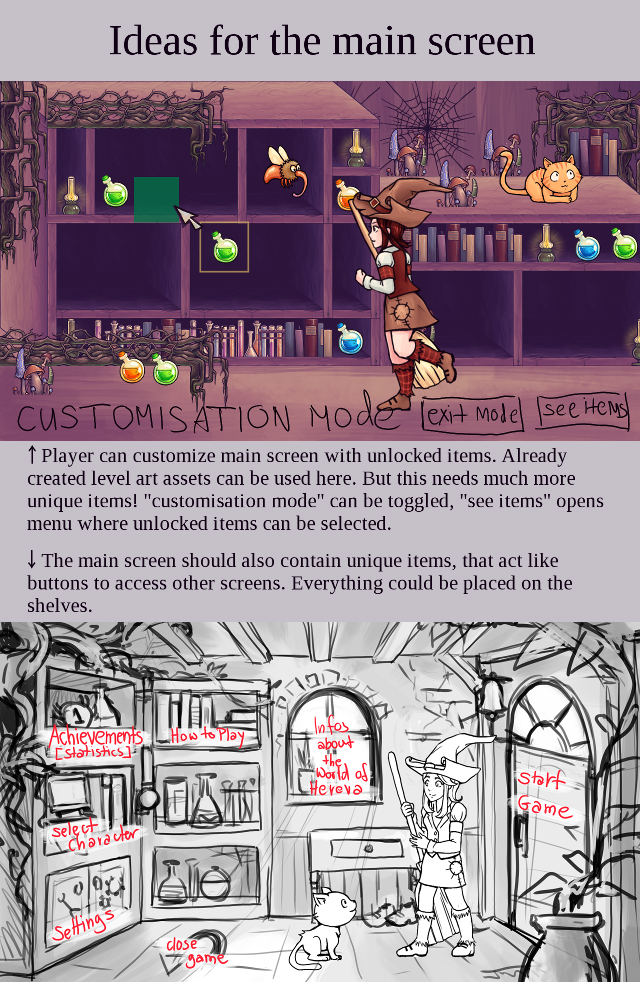 Ideas for the main screen
CUSTOMISATION MODE
exit Mode
see items
↑ Player can customize main screen with unlocked items. Already
created level art assets can be used here. But this needs much more
unique items! "customisation mode" can be toggled, "see items" opens
menu where unlocked items can be selected.
↓ The main screen should also contain unique items, that act like
buttons to access other screens. Everything could be placed on the
shelves.
1
Achievements
[statistics]
How to Play
Infos
about
the
World of
Hereva
start
Game
select
Charactor
Settings
close
game